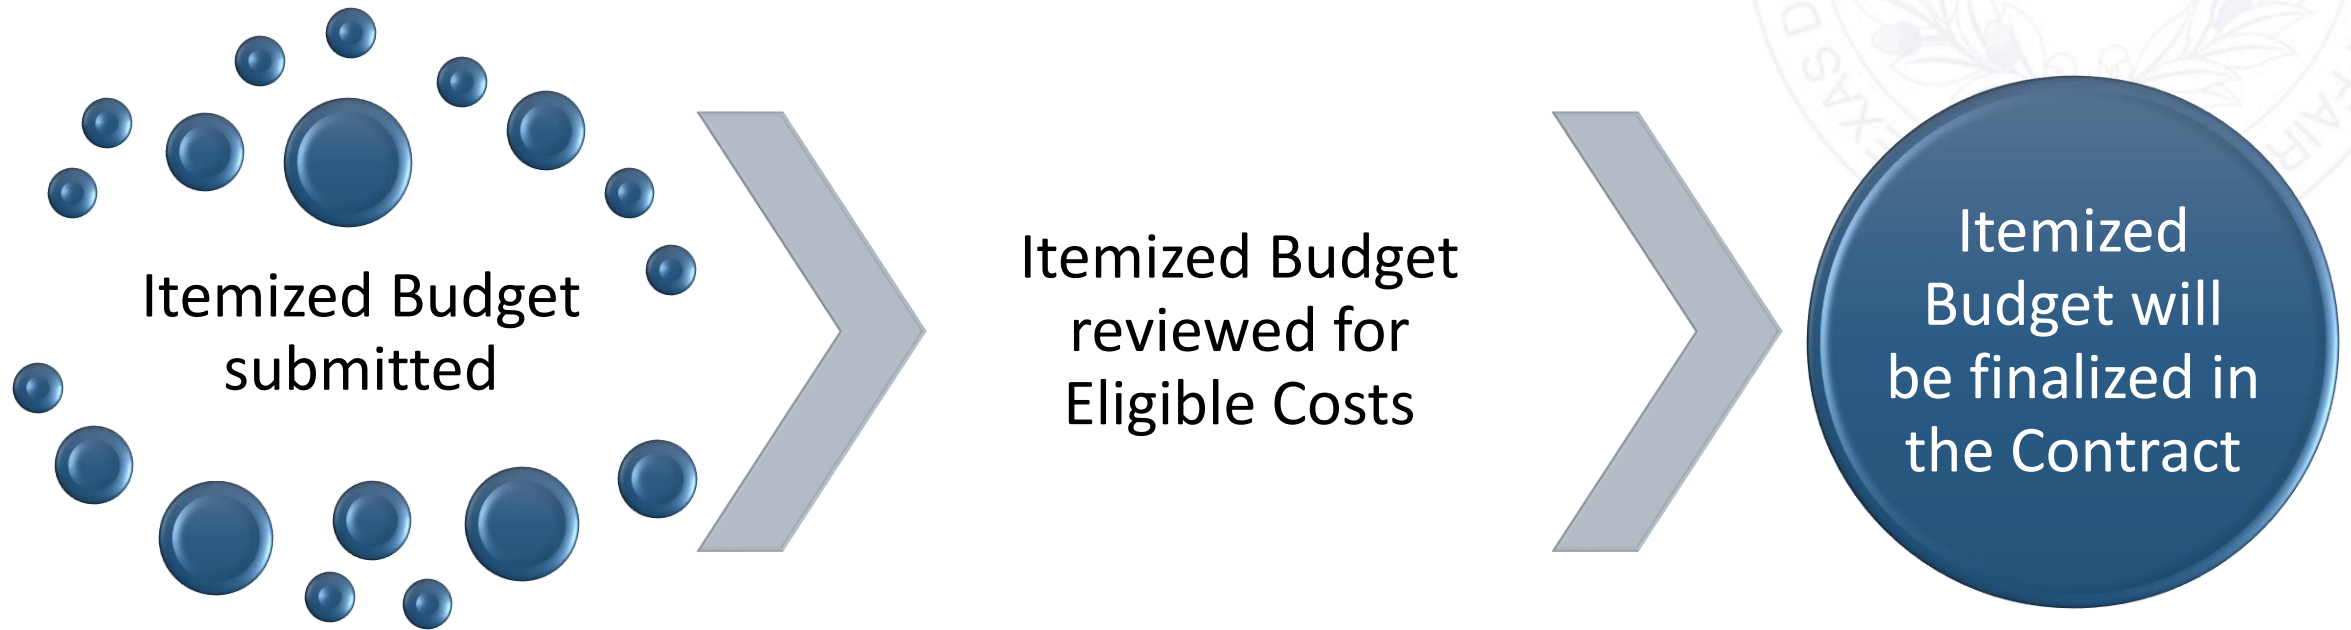 Itemized Budget
submitted
Itemized Budget
reviewed for
Eligible Costs
Itemized
Budget will
be finalized in
the Contract